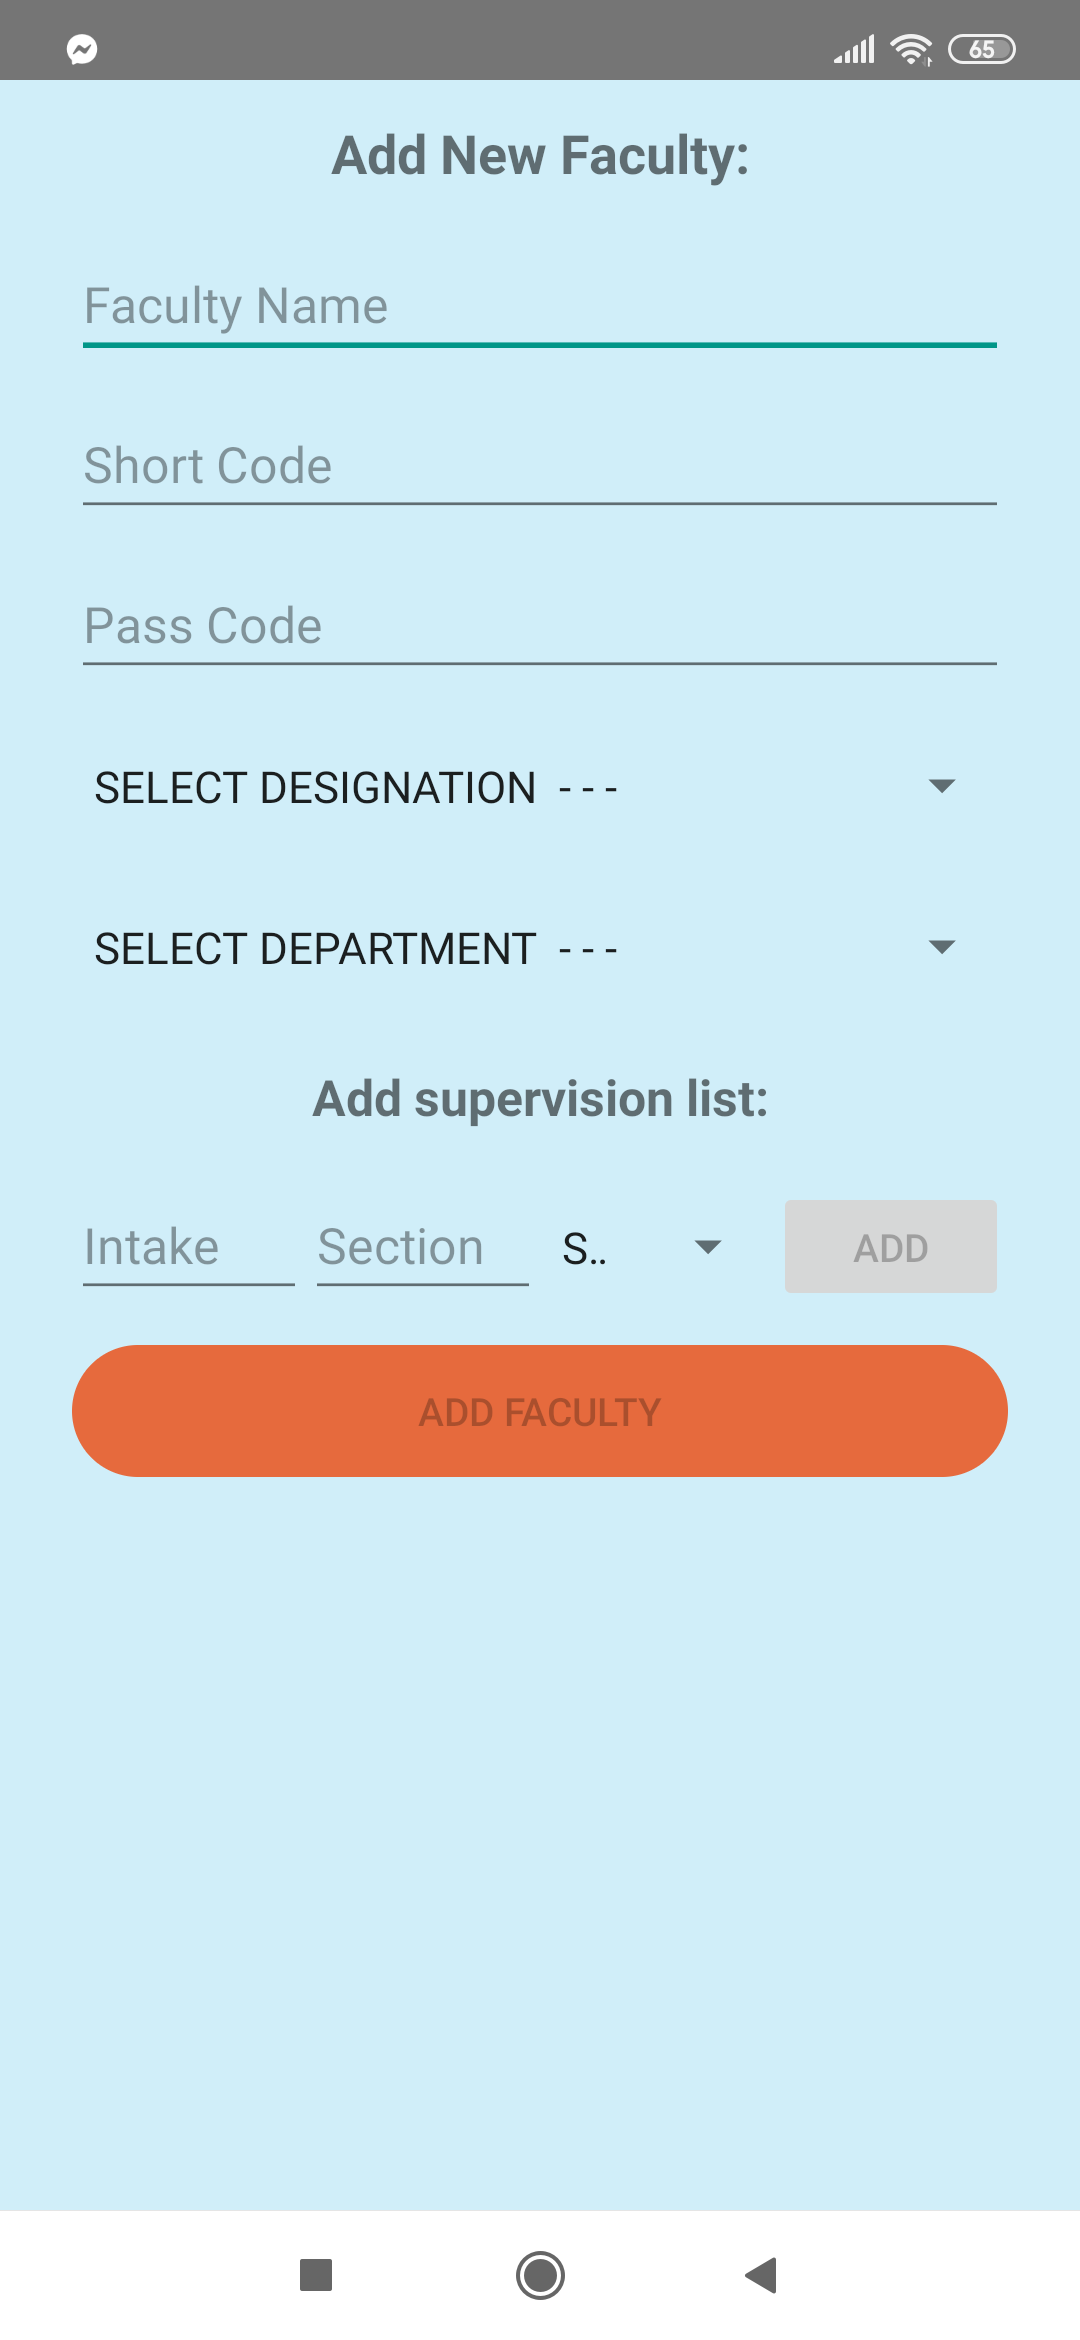 65
Add New Faculty:
Faculty Name
Short Code
Pass Code
SELECT DESIGNATION - - -
SELECT DEPARTMENT - - -
Add supervision list:
Intake Section S.. ADD
ADD FACULTY